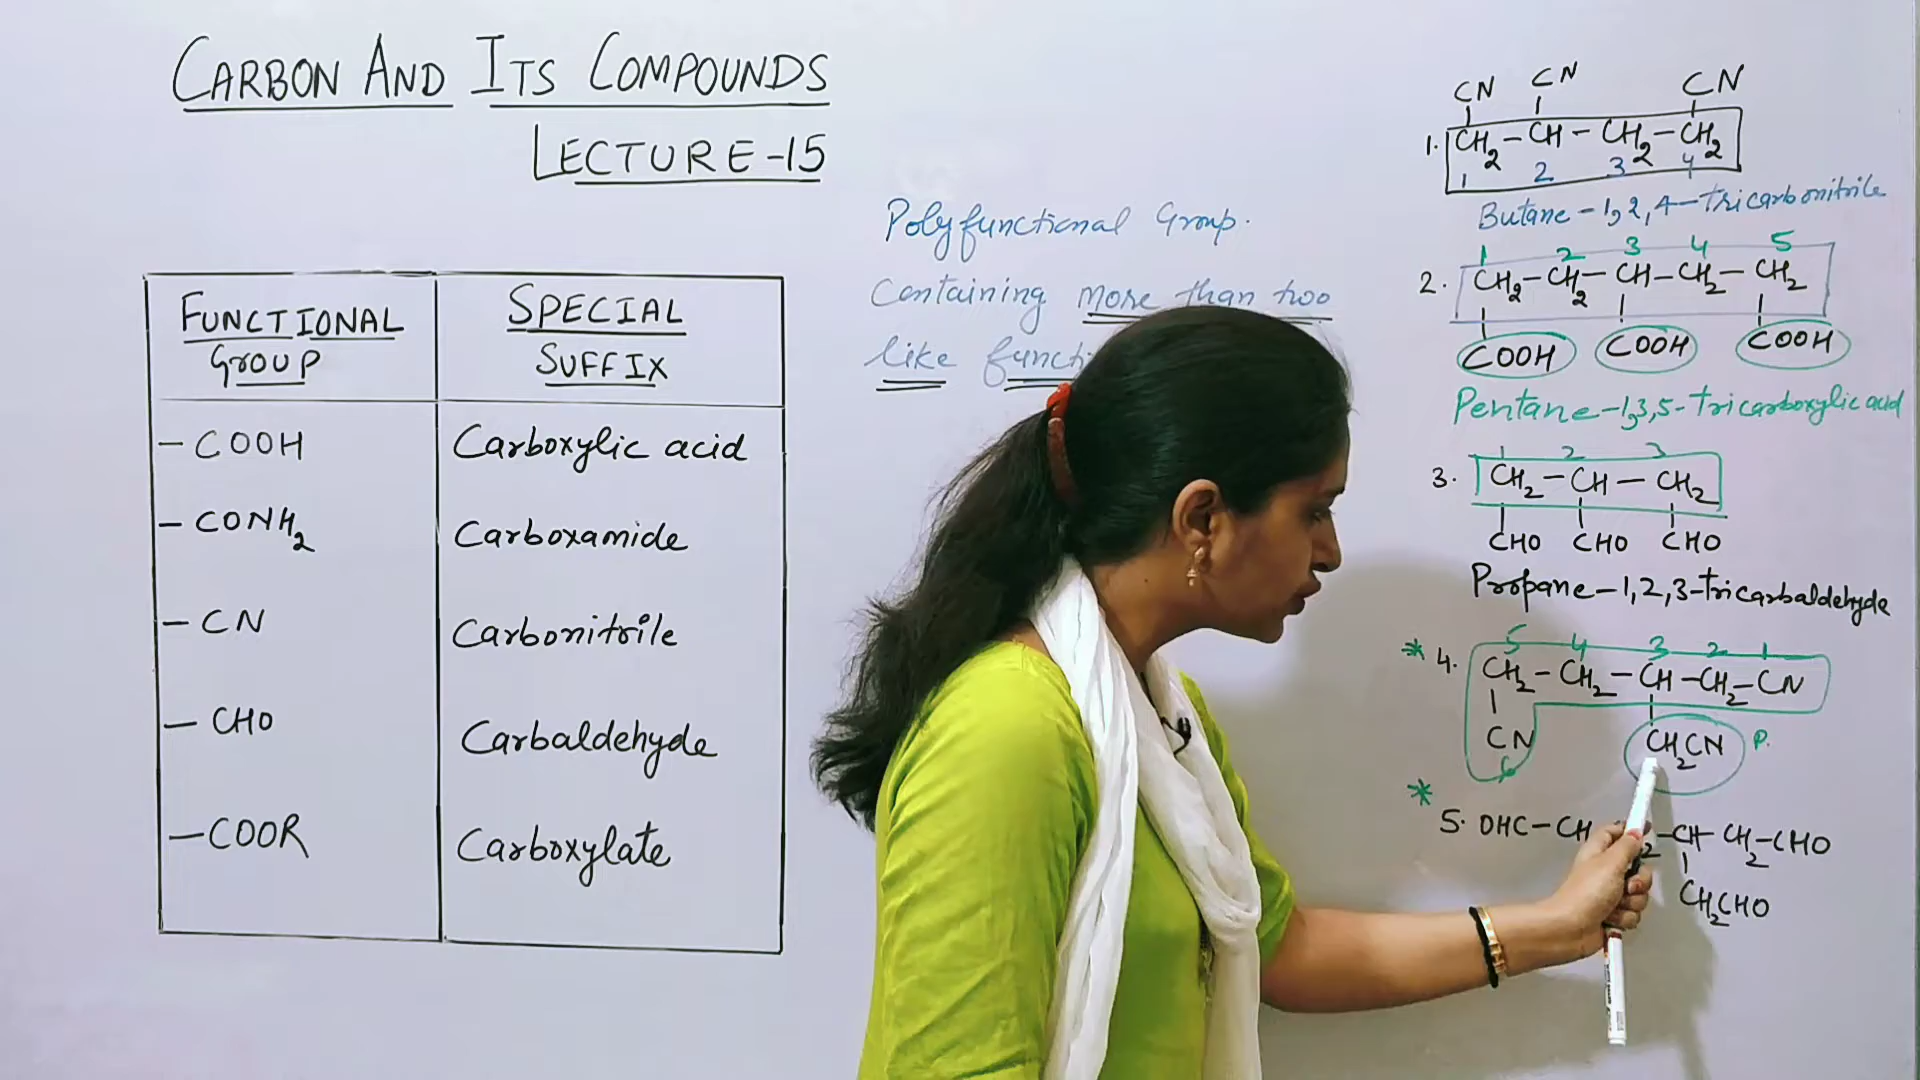 CARBON AND ITS COMPOUNDS
LECTURE-15
FUNCTIONAL GROUP
SPECIAL SUFFIX
-COOH Carboxylic acid
-CONH2 Carboxamide
-CN Carbonitrile
-CHO Carbaldehyde
-COOR Carboxylate
Polyfunctional Group.
Containing more than two
like
CN CN CN
1. CH2-CH-CH2-CH2
1 2 3 4
Butane-1,2,4-tricarbonitrile
1 2 3 4 5
2. CH2-CH2-CH-CH2-CH2
COOH COOH COOH
Pentane-1,3,5-tricarboxylic acid
1 2 3
3. CH2-CH-CH2
CHO CHO CHO
Propane-1,2,3-tricarbaldehyde
5 4 3 2 1
* 4. CH2-CH2-CH-CH2-CN
CN CH2CN P.
6
*
5. OHC-CH 2-CH-CH2-CHO
CH2CHO